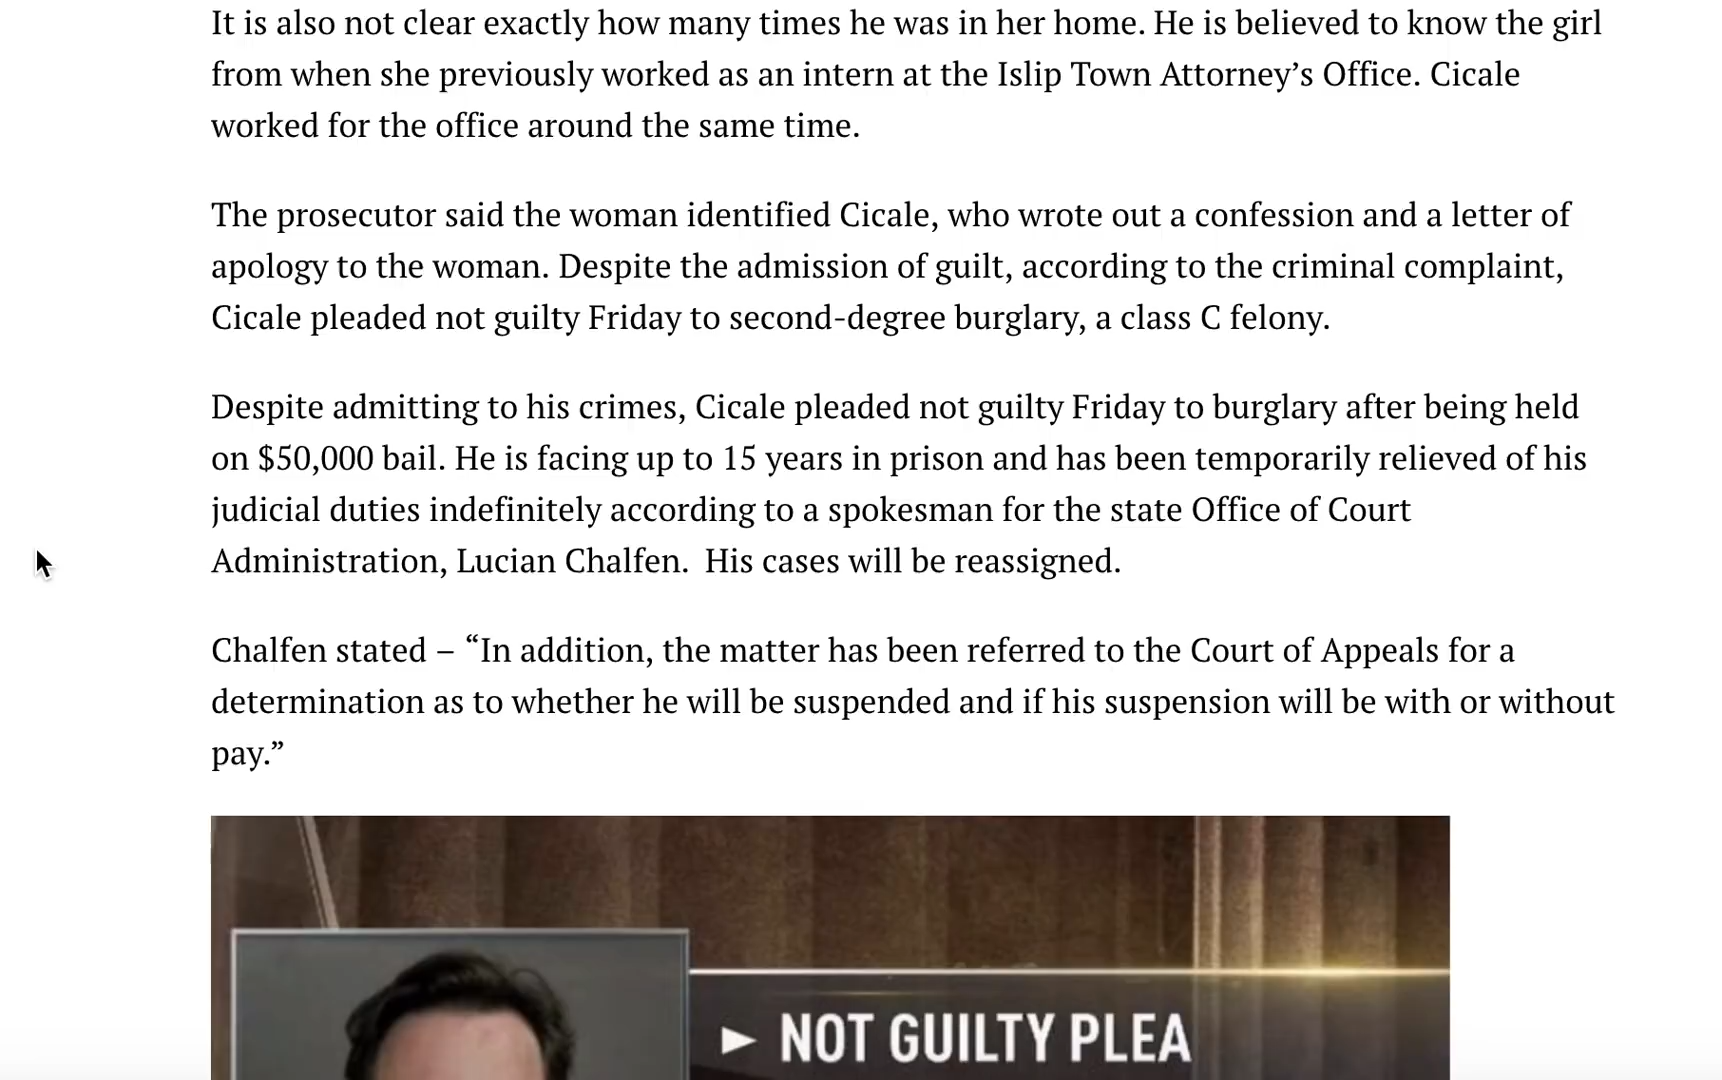 It is also not clear exactly how many times he was in her home. He is believed to know the girl
from when she previously worked as an intern at the Islip Town Attorney’s Office. Cicale
worked for the office around the same time.
The prosecutor said the woman identified Cicale, who wrote out a confession and a letter of
apology to the woman. Despite the admission of guilt, according to the criminal complaint,
Cicale pleaded not guilty Friday to second-degree burglary, a class C felony.
Despite admitting to his crimes, Cicale pleaded not guilty Friday to burglary after being held
on $50,000 bail. He is facing up to 15 years in prison and has been temporarily relieved of his
judicial duties indefinitely according to a spokesman for the state Office of Court
Administration, Lucian Chalfen.  His cases will be reassigned.
Chalfen stated – “In addition, the matter has been referred to the Court of Appeals for a
determination as to whether he will be suspended and if his suspension will be with or without
pay.”
NOT GUILTY PLEA